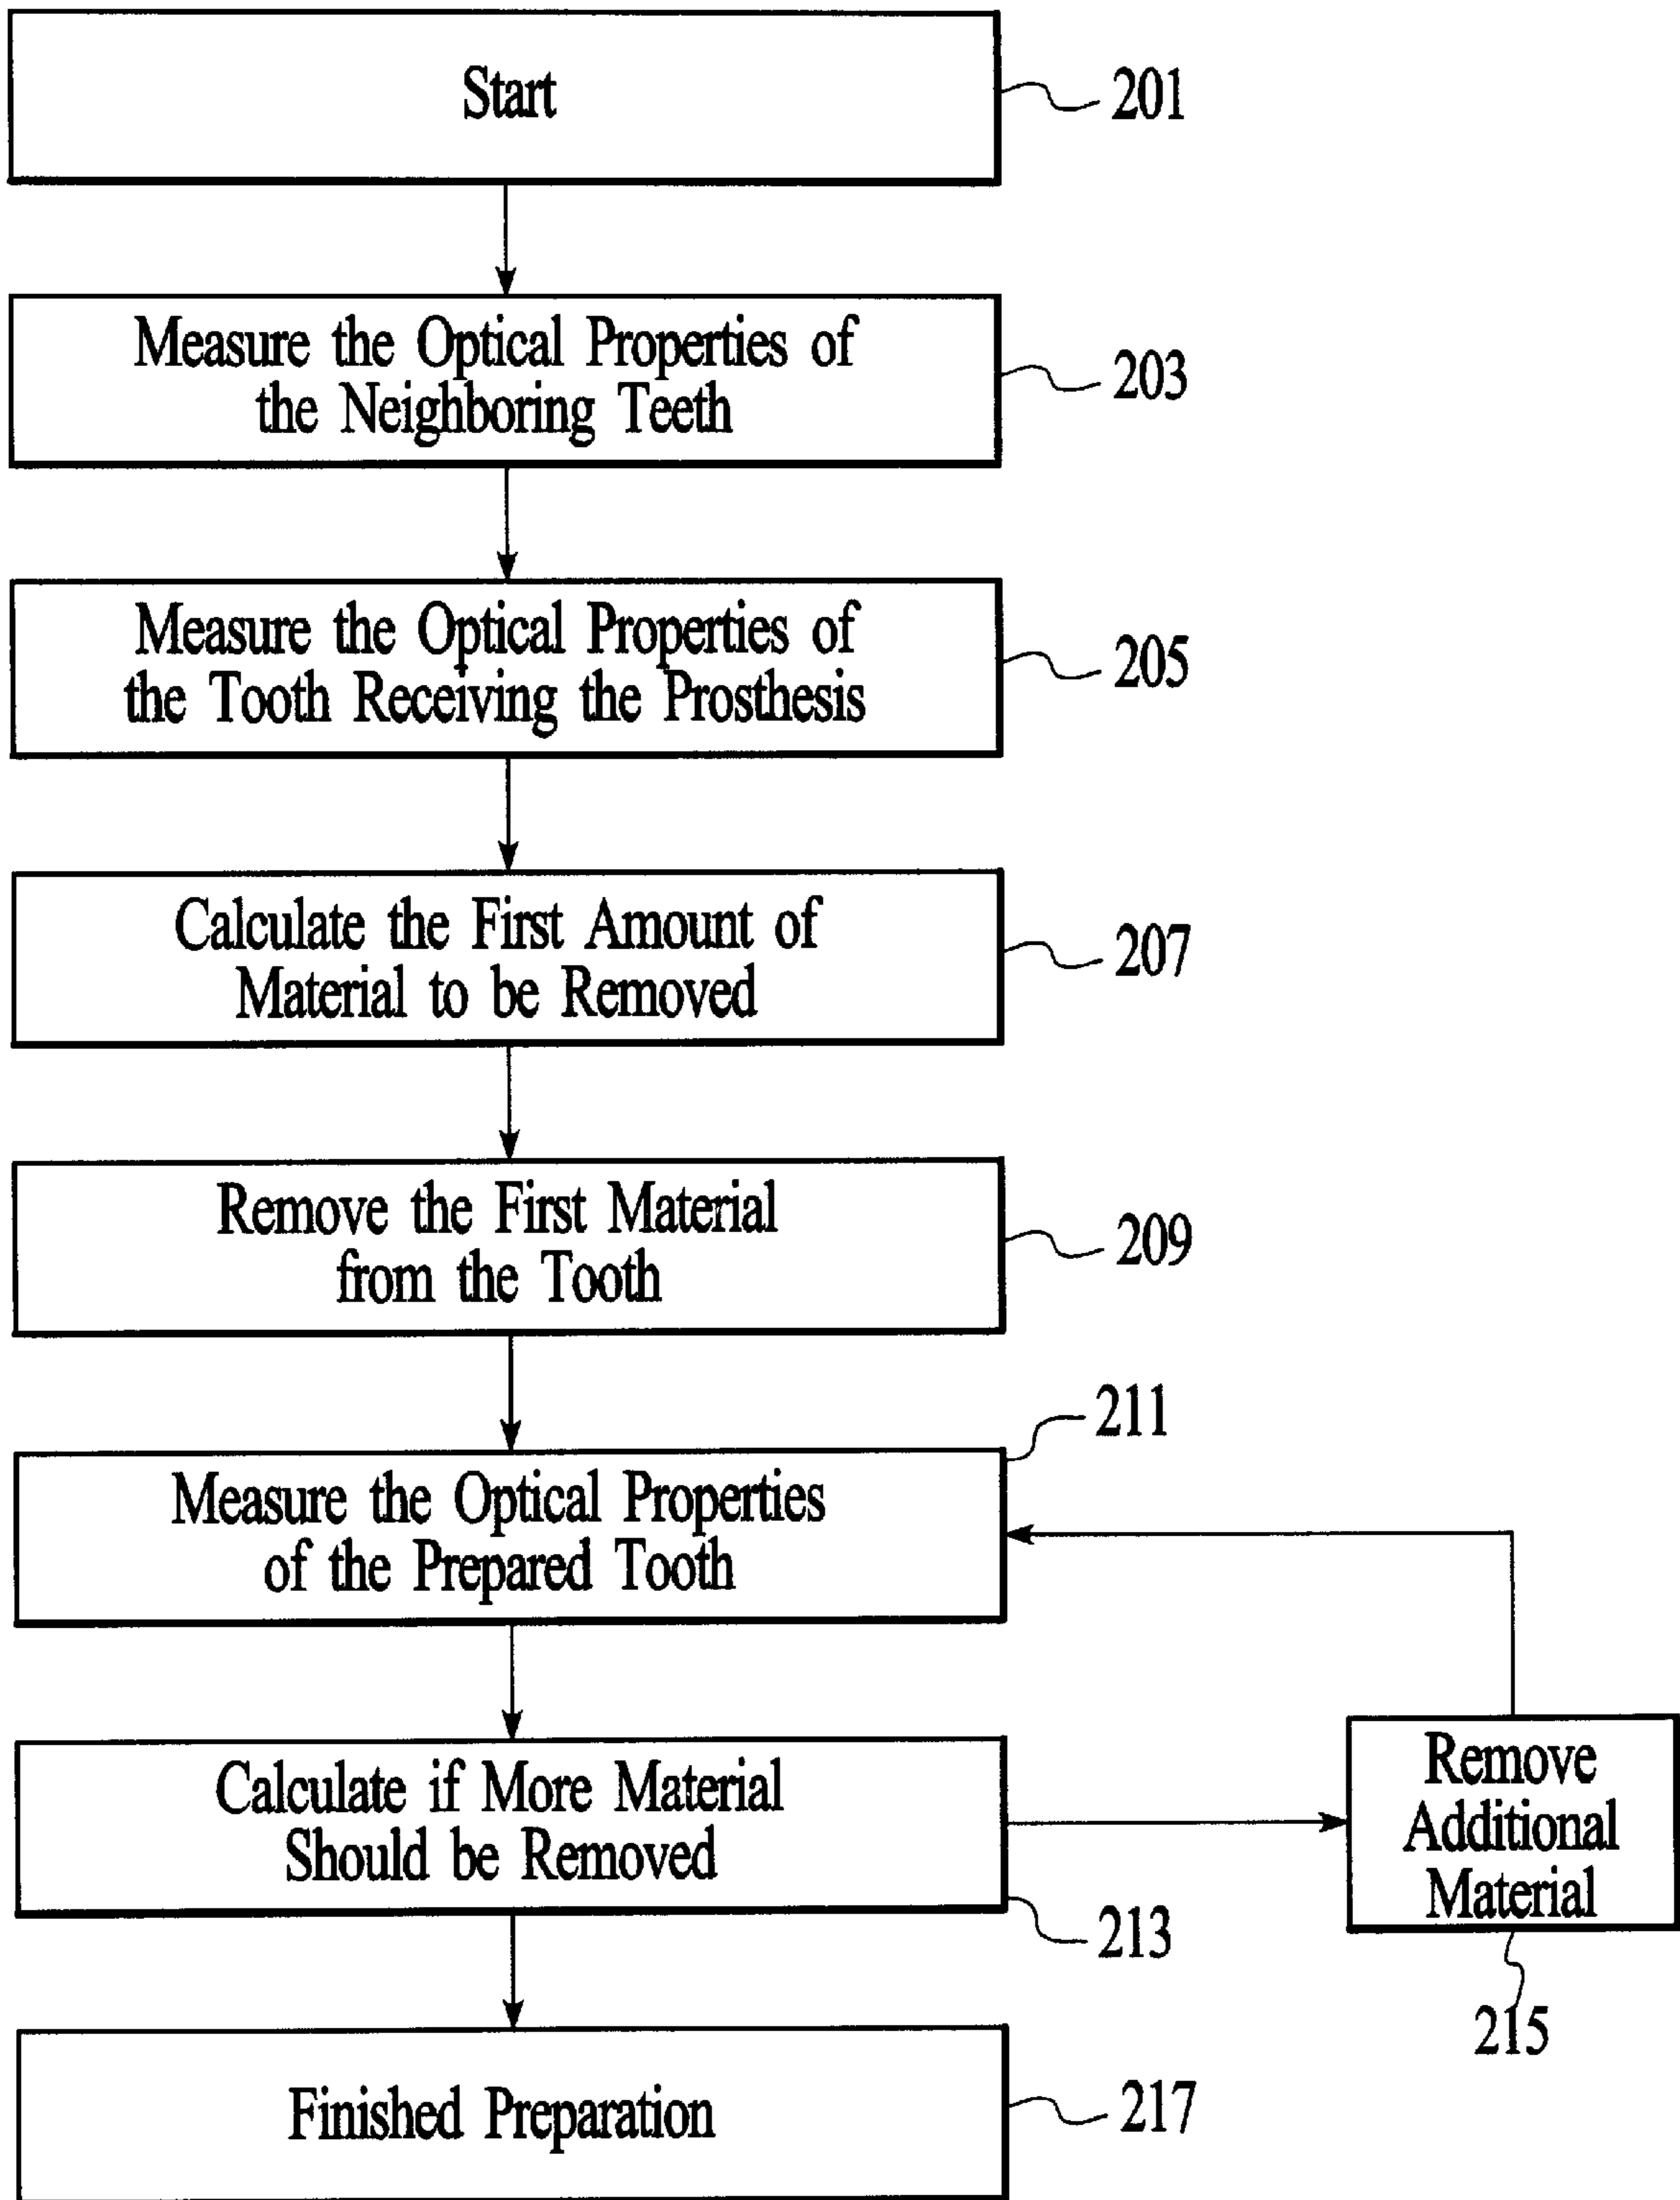 Start
201
Measure the Optical Properties of
the Neighboring Teeth
203
Measure the Optical Properties of
the Tooth Receiving the Prosthesis
205
Calculate the First Amount of
Material to be Removed
207
Remove the First Material
from the Tooth
209
211
Measure the Optical Properties
of the Prepared Tooth
Calculate if More Material
Should be Removed
213
Remove
Additional
Material
215
Finished Preparation
217